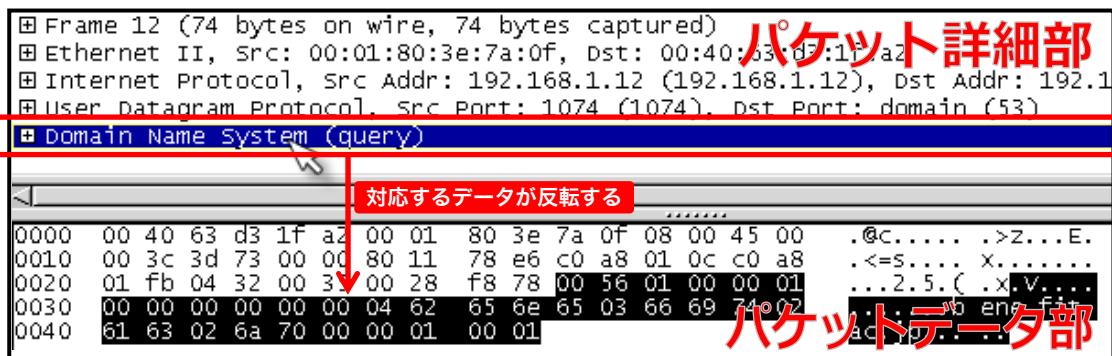 Frame 12 (74 bytes on wire, 74 bytes captured)
パケット詳細部
Ethernet II, Src: 00:01:80:3e:7a:0f, Dst: 00:40:63:d3:1f:a2
Internet Protocol, Src Addr: 192.168.1.12 (192.168.1.12), Dst Addr: 192.1
User Datagram Protocol, Src Port: 1074 (1074), Dst Port: domain (53)
Domain Name System (query)
対応するデータが反転する
0000 00 40 63 d3 1f a2 00 01 80 3e 7a 0f 08 00 45 00 .@c..... .>z...E.
0010 00 3c 3d 73 00 00 80 11 78 e6 c0 a8 01 0c c0 a8 .<=s.... x.......
0020 01 fb 04 32 00 35 00 28 f8 78 00 56 01 00 00 01 ...2.5.( .x.V....
0030 00 00 00 00 00 00 04 62 65 6e 65 03 66 69 74 02 .......b ene.fit.
0040 61 63 02 6a 70 00 00 01 00 01
パケットデータ部